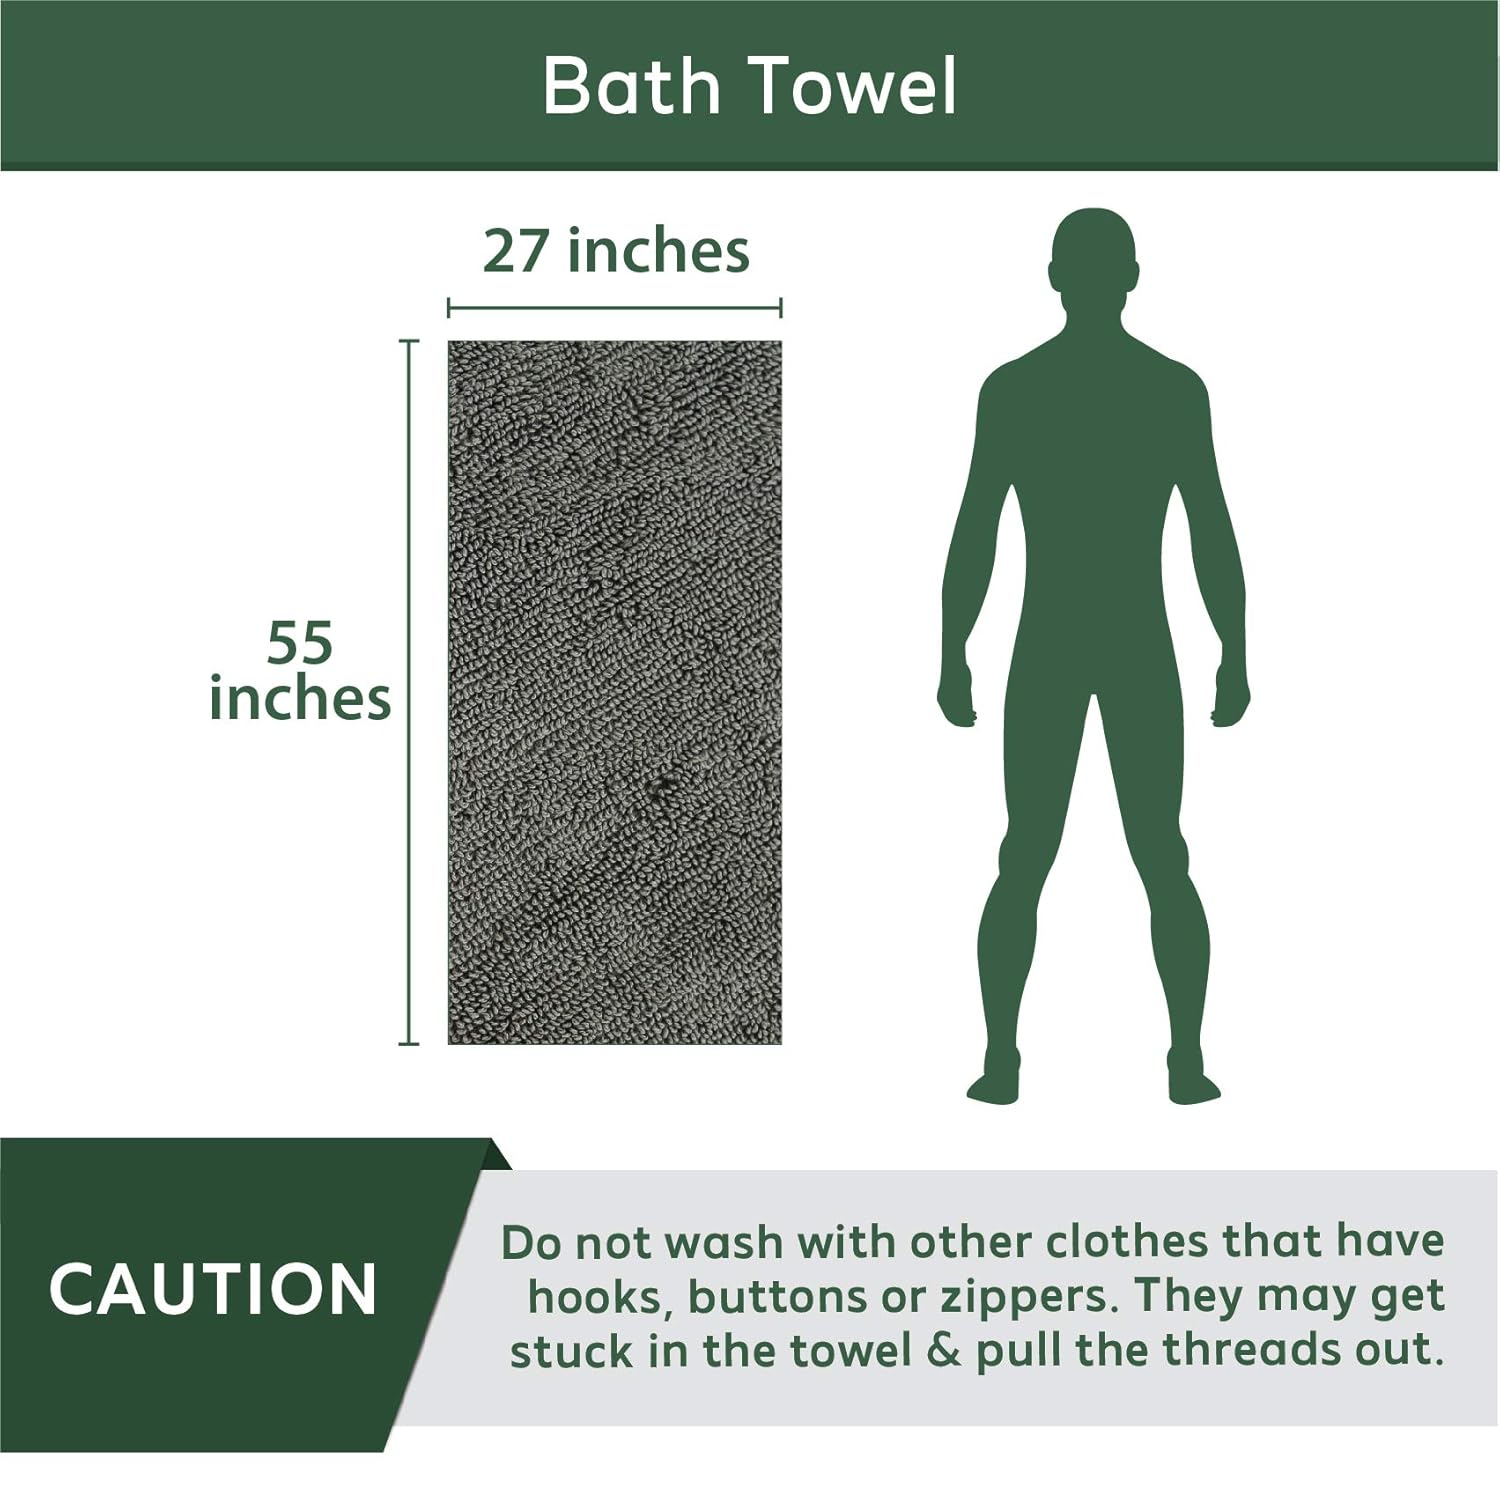 Bath Towel
27 inches
55
inches
CAUTION
Do not wash with other clothes that have
hooks, buttons or zippers. They may get
stuck in the towel & pull the threads out.